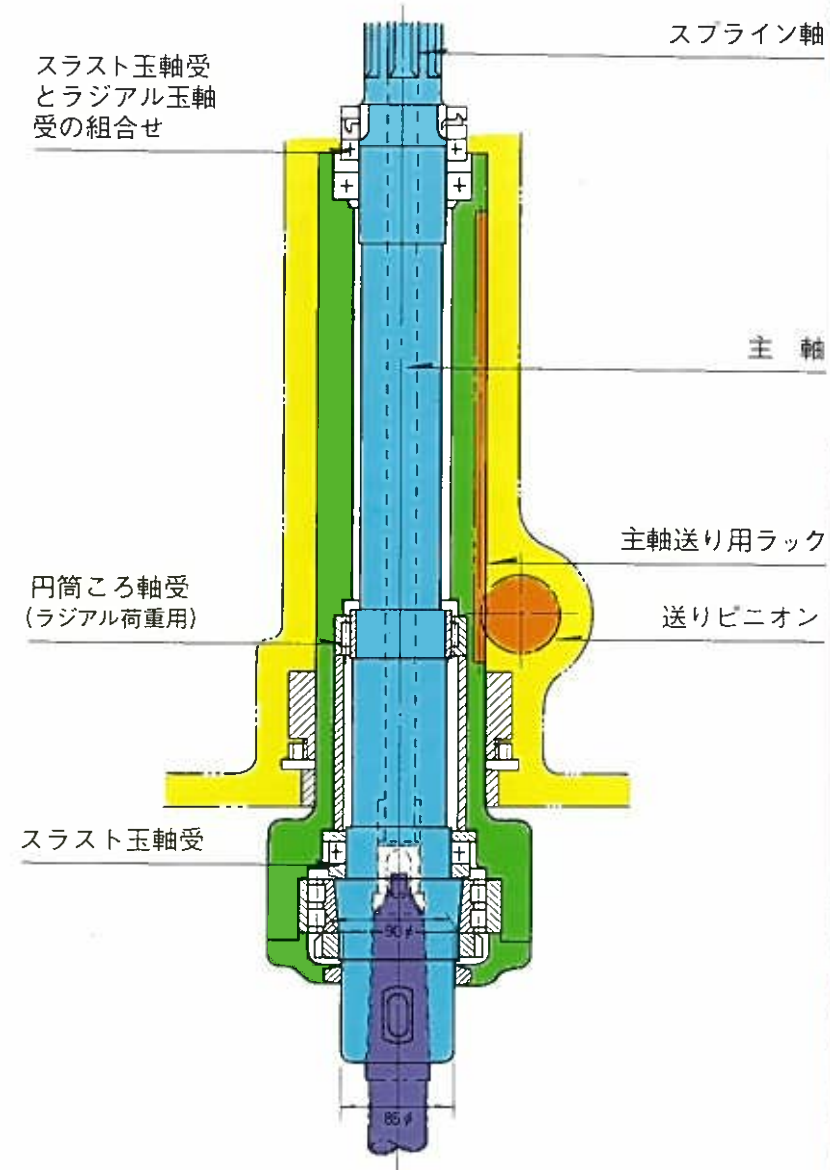 スプライン軸
スラスト玉軸受
とラジアル玉軸
受の組合せ
主 軸
主軸送り用ラック
円筒ころ軸受
(ラジアル荷重用)
送りピニオン
スラスト玉軸受
90φ
85φ